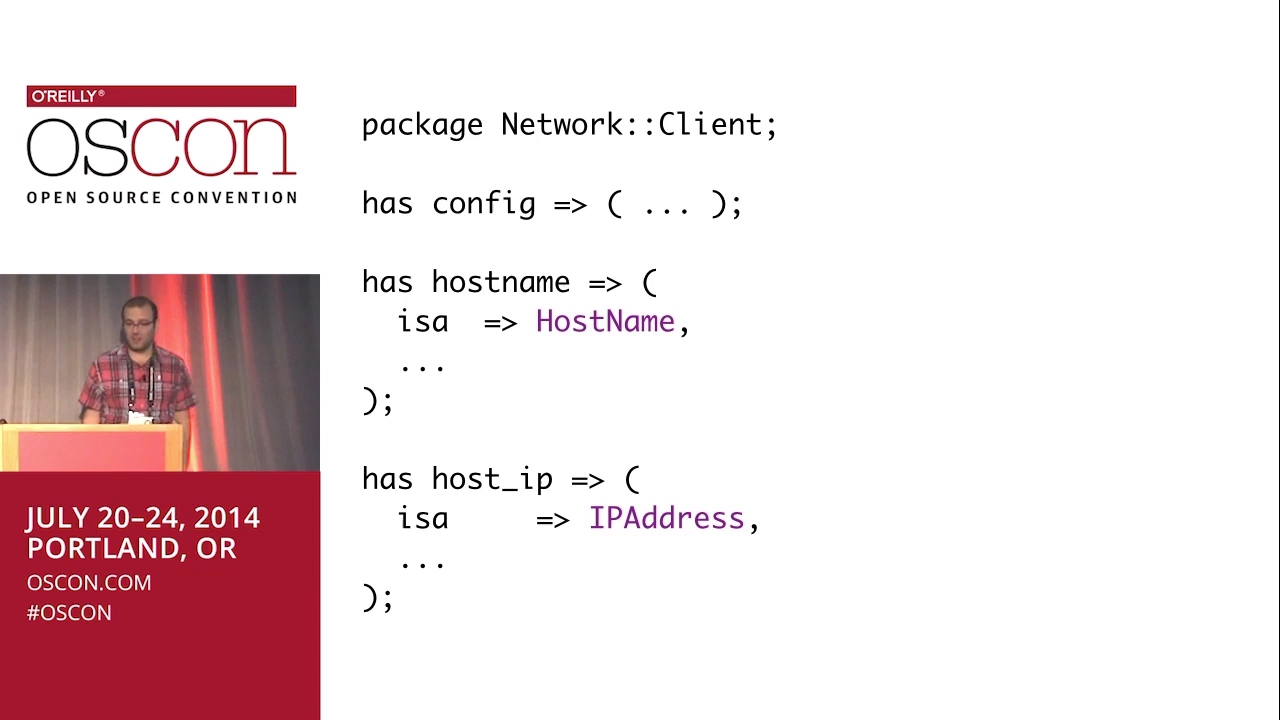 O'REILLY®
OSCON
OPEN SOURCE CONVENTION
JULY 20–24, 2014
PORTLAND, OR
OSCON.COM
#OSCON
package Network::Client;
has config => ( ... );
has hostname => (
  isa  => HostName,
  ...
);
has host_ip => (
  isa     => IPAddress,
  ...
);